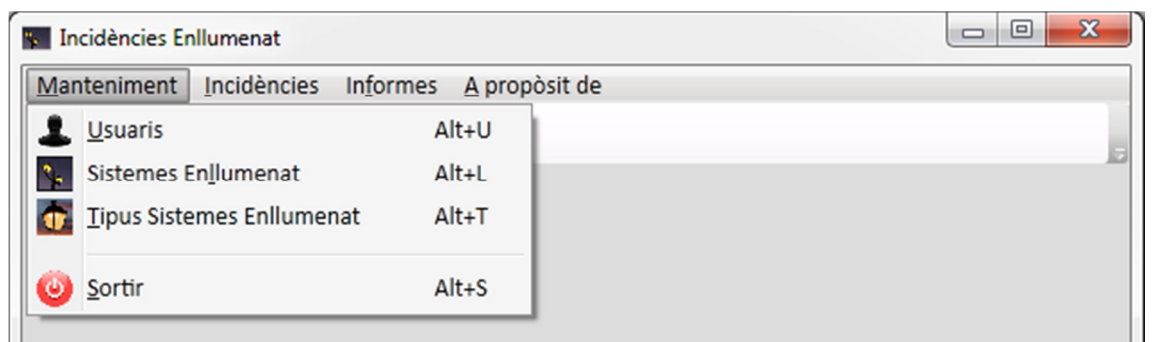 Incidències Enllumenat
Manteniment Incidències Informes A propòsit de
Usuaris Alt+U
Sistemes Enllumenat Alt+L
Tipus Sistemes Enllumenat Alt+T
Sortir Alt+S